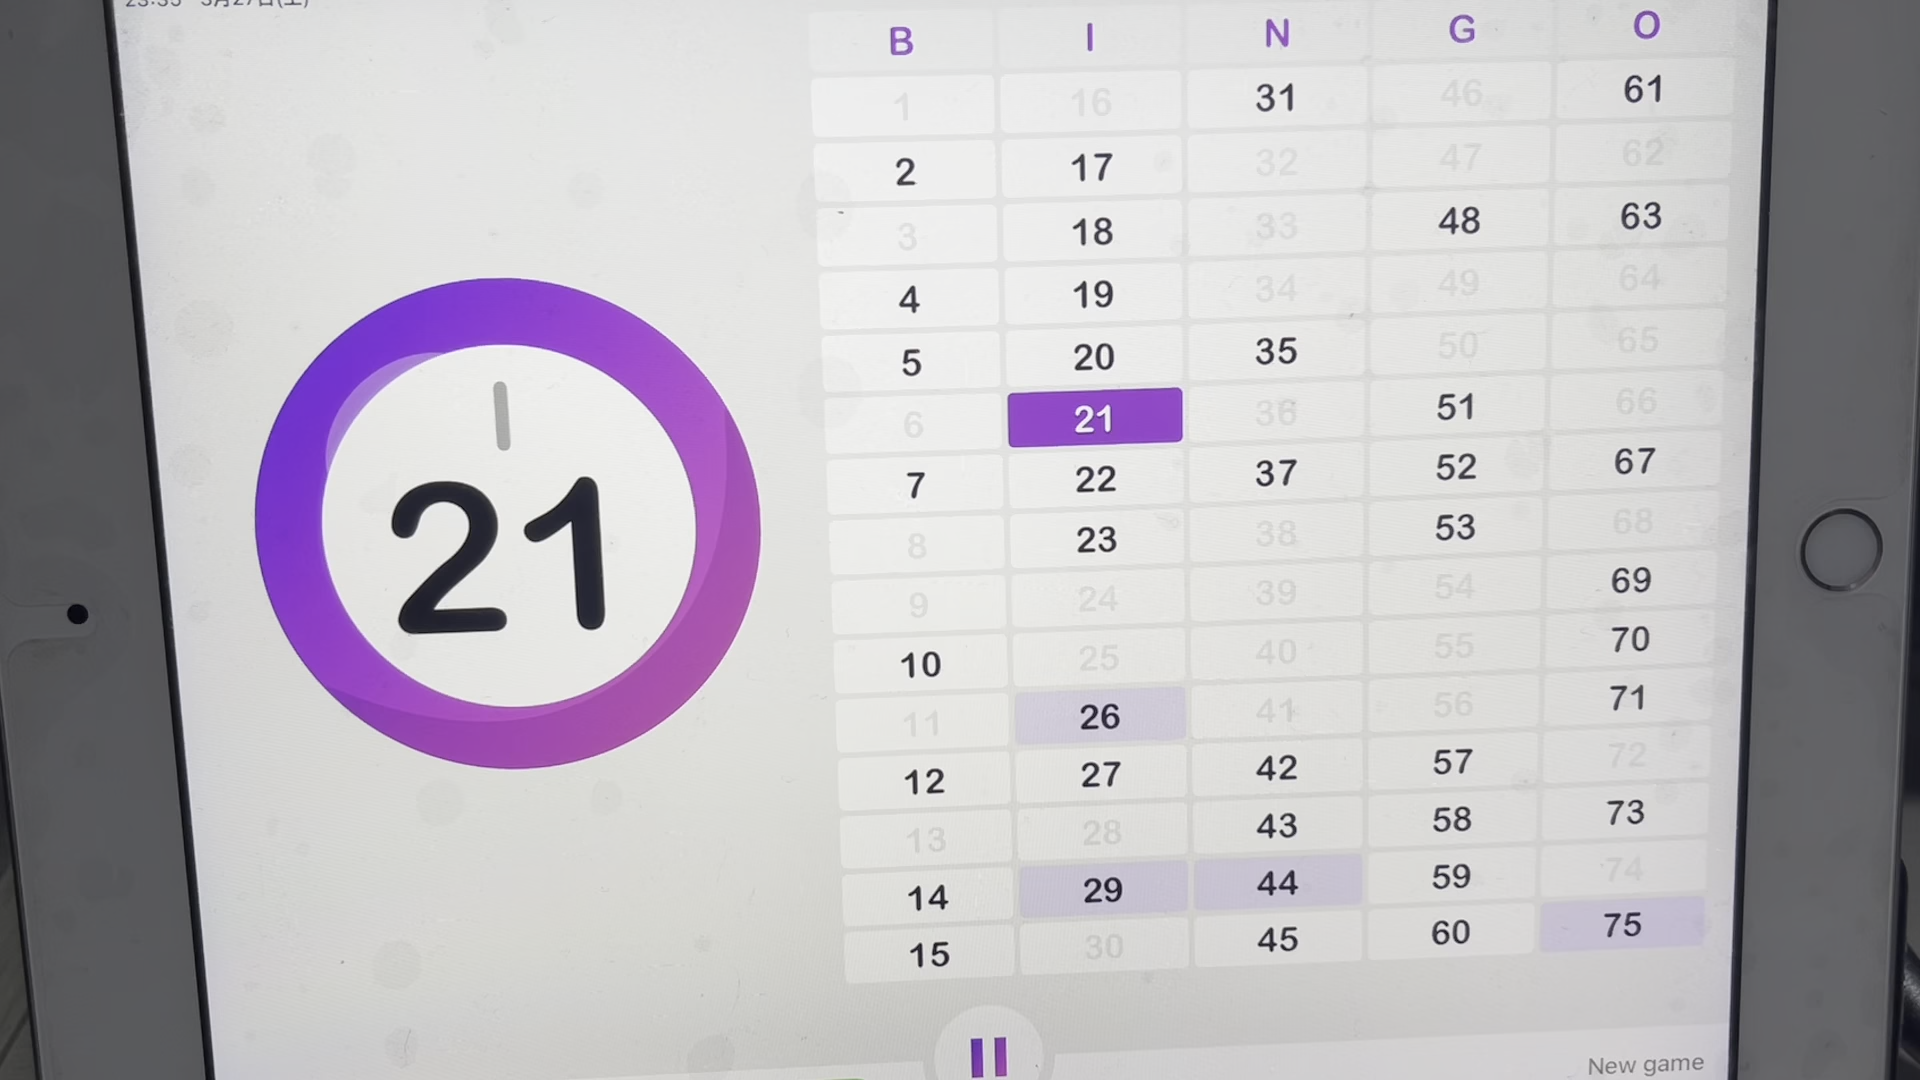 I
21
B I N G O
1 16 31 46 61
2 17 32 47 62
3 18 33 48 63
4 19 34 49 64
5 20 35 50 65
6 21 36 51 66
7 22 37 52 67
8 23 38 53 68
9 24 39 54 69
10 25 40 55 70
11 26 41 56 71
12 27 42 57 72
13 28 43 58 73
14 29 44 59 74
15 30 45 60 75
New game